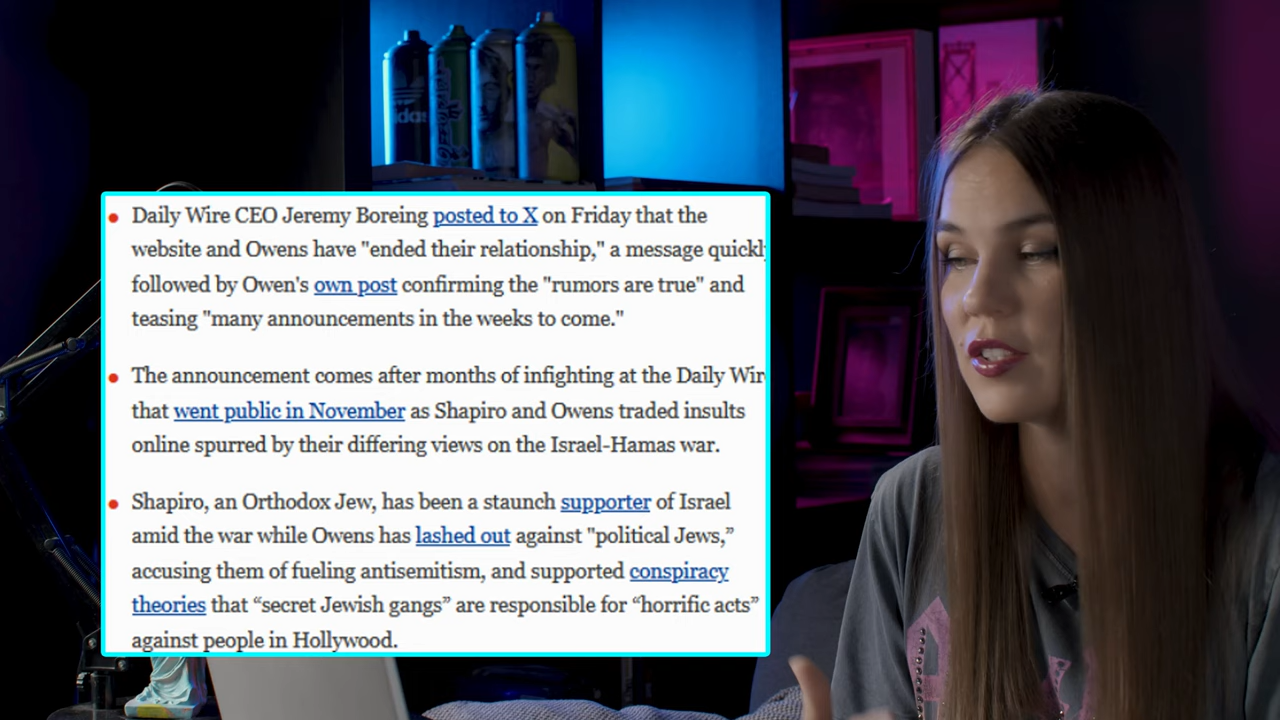 adidas
Daily Wire CEO Jeremy Boreing posted to X on Friday that the
website and Owens have "ended their relationship," a message quickly
followed by Owen's own post confirming the "rumors are true" and
teasing "many announcements in the weeks to come."
The announcement comes after months of infighting at the Daily Wir
that went public in November as Shapiro and Owens traded insults
online spurred by their differing views on the Israel-Hamas war.
Shapiro, an Orthodox Jew, has been a staunch supporter of Israel
amid the war while Owens has lashed out against "political Jews,”
accusing them of fueling antisemitism, and supported conspiracy
theories that “secret Jewish gangs” are responsible for “horrific acts”
against people in Hollywood.